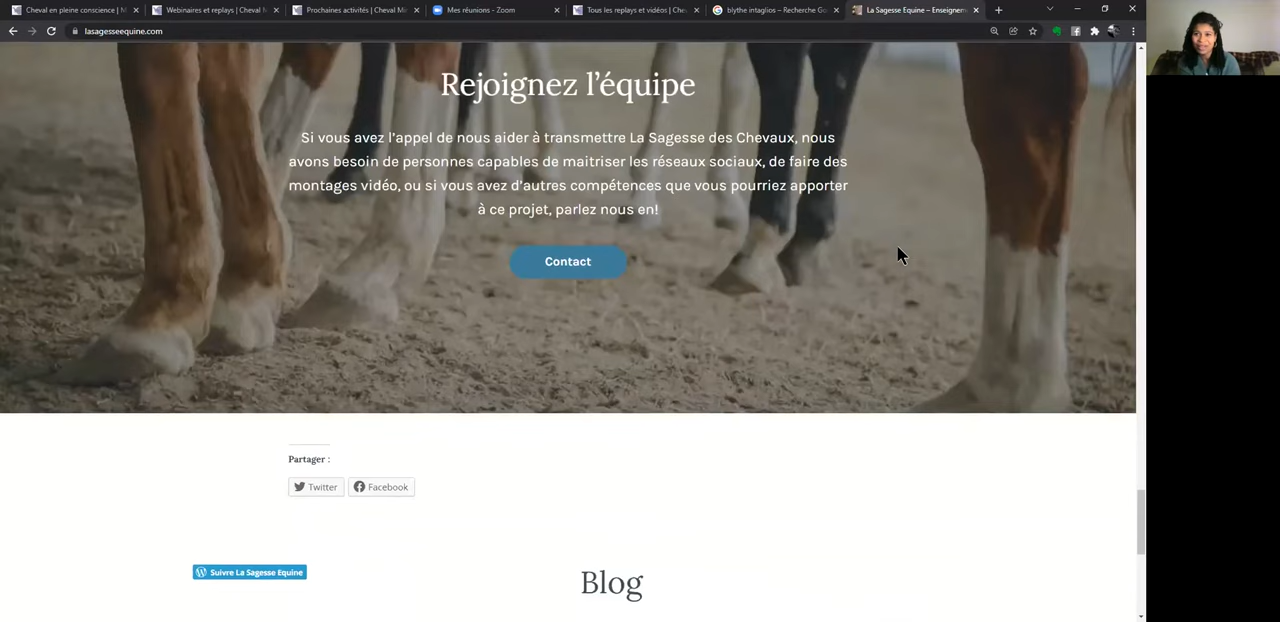 Cheval en pleine conscience | M
Webinaires et replays | Cheval M
Prochaines activités | Cheval Mi
Mes réunions - Zoom
Tous les replays et vidéos | Chev
blythe intaglios – Recherche Go
La Sagesse Equine – Enseignem
lasagesseequine.com
Rejoignez l’équipe
Si vous avez l’appel de nous aider à transmettre La Sagesse des Chevaux, nous
avons besoin de personnes capables de maitriser les réseaux sociaux, de faire des
montages vidéo, ou si vous avez d’autres compétences que vous pourriez apporter
à ce projet, parlez nous en!
Contact
Partager :
Twitter
Facebook
Suivre La Sagesse Equine
Blog